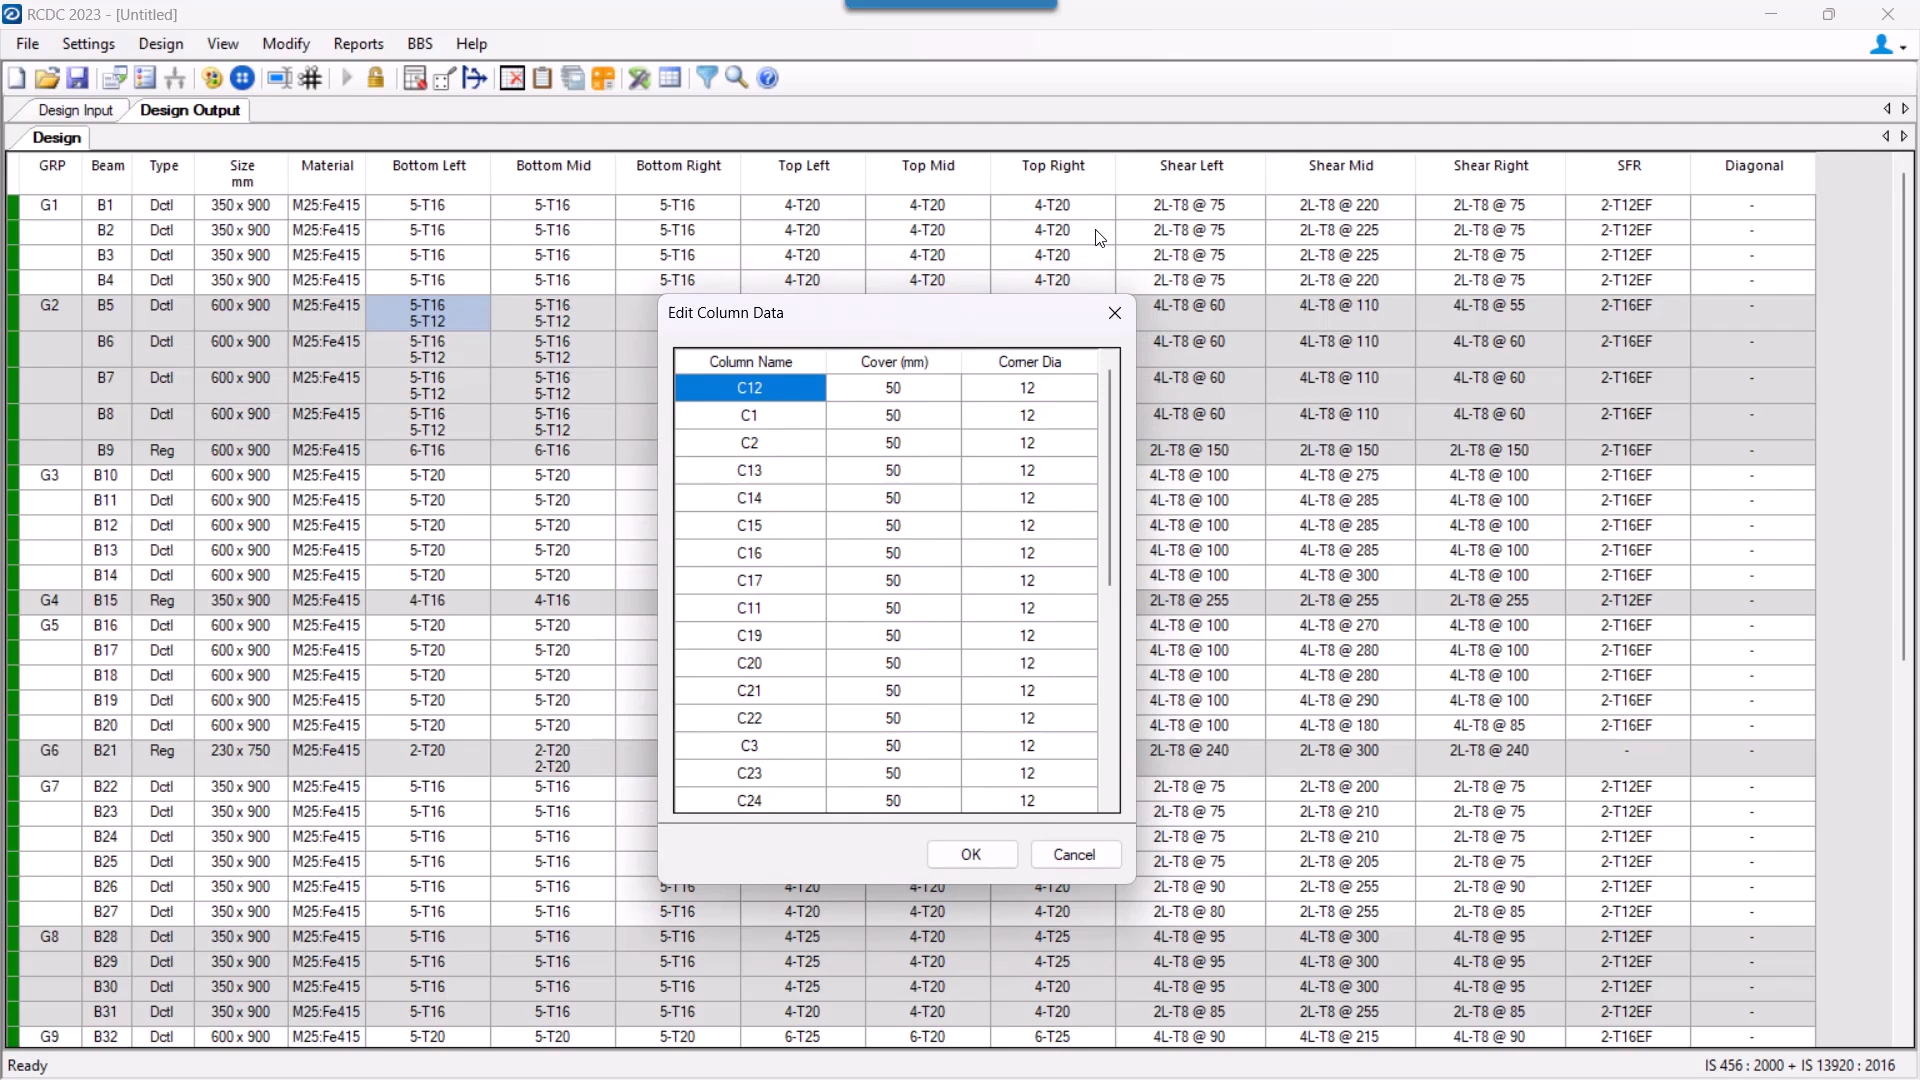 RCDC 2023 - [Untitled]
File Settings Design View Modify Reports BBS Help
Design Input Design Output
Design
GRP Beam Type Size mm Material Bottom Left Bottom Mid Bottom Right Top Left Top Mid Top Right Shear Left Shear Mid Shear Right SFR Diagonal
G1 B1 Dctl 350 x 900 M25:Fe415 5-T16 5-T16 5-T16 4-T20 4-T20 4-T20 2L-T8 @ 75 2L-T8 @ 220 2L-T8 @ 75 2-T12EF -
B2 Dctl 350 x 900 M25:Fe415 5-T16 5-T16 5-T16 4-T20 4-T20 4-T20 2L-T8 @ 75 2L-T8 @ 225 2L-T8 @ 75 2-T12EF -
B3 Dctl 350 x 900 M25:Fe415 5-T16 5-T16 5-T16 4-T20 4-T20 4-T20 2L-T8 @ 75 2L-T8 @ 225 2L-T8 @ 75 2-T12EF -
B4 Dctl 350 x 900 M25:Fe415 5-T16 5-T16 5-T16 4-T20 4-T20 4-T20 2L-T8 @ 75 2L-T8 @ 220 2L-T8 @ 75 2-T12EF -
G2 B5 Dctl 600 x 900 M25:Fe415 5-T16 5-T12 5-T16 5-T12 4L-T8 @ 60 4L-T8 @ 110 4L-T8 @ 55 2-T16EF -
B6 Dctl 600 x 900 M25:Fe415 5-T16 5-T12 5-T16 5-T12 4L-T8 @ 60 4L-T8 @ 110 4L-T8 @ 60 2-T16EF -
B7 Dctl 600 x 900 M25:Fe415 5-T16 5-T12 5-T16 5-T12 4L-T8 @ 60 4L-T8 @ 110 4L-T8 @ 60 2-T16EF -
B8 Dctl 600 x 900 M25:Fe415 5-T16 5-T12 5-T16 5-T12 4L-T8 @ 60 4L-T8 @ 110 4L-T8 @ 60 2-T16EF -
B9 Reg 600 x 900 M25:Fe415 6-T16 6-T16 2L-T8 @ 150 2L-T8 @ 150 2L-T8 @ 150 2-T16EF -
G3 B10 Dctl 600 x 900 M25:Fe415 5-T20 5-T20 4L-T8 @ 100 4L-T8 @ 275 4L-T8 @ 100 2-T16EF -
B11 Dctl 600 x 900 M25:Fe415 5-T20 5-T20 4L-T8 @ 100 4L-T8 @ 285 4L-T8 @ 100 2-T16EF -
B12 Dctl 600 x 900 M25:Fe415 5-T20 5-T20 4L-T8 @ 100 4L-T8 @ 285 4L-T8 @ 100 2-T16EF -
B13 Dctl 600 x 900 M25:Fe415 5-T20 5-T20 4L-T8 @ 100 4L-T8 @ 285 4L-T8 @ 100 2-T16EF -
B14 Dctl 600 x 900 M25:Fe415 5-T20 5-T20 4L-T8 @ 100 4L-T8 @ 300 4L-T8 @ 100 2-T16EF -
G4 B15 Reg 350 x 900 M25:Fe415 4-T16 4-T16 2L-T8 @ 255 2L-T8 @ 255 2L-T8 @ 255 2-T12EF -
G5 B16 Dctl 600 x 900 M25:Fe415 5-T20 5-T20 4L-T8 @ 100 4L-T8 @ 270 4L-T8 @ 100 2-T16EF -
B17 Dctl 600 x 900 M25:Fe415 5-T20 5-T20 4L-T8 @ 100 4L-T8 @ 280 4L-T8 @ 100 2-T16EF -
B18 Dctl 600 x 900 M25:Fe415 5-T20 5-T20 4L-T8 @ 100 4L-T8 @ 280 4L-T8 @ 100 2-T16EF -
B19 Dctl 600 x 900 M25:Fe415 5-T20 5-T20 4L-T8 @ 100 4L-T8 @ 290 4L-T8 @ 100 2-T16EF -
B20 Dctl 600 x 900 M25:Fe415 5-T20 5-T20 4L-T8 @ 100 4L-T8 @ 180 4L-T8 @ 85 2-T16EF -
G6 B21 Reg 230 x 750 M25:Fe415 2-T20 2-T20 2-T20 2L-T8 @ 240 2L-T8 @ 300 2L-T8 @ 240 - -
G7 B22 Dctl 350 x 900 M25:Fe415 5-T16 5-T16 2L-T8 @ 75 2L-T8 @ 200 2L-T8 @ 75 2-T12EF -
B23 Dctl 350 x 900 M25:Fe415 5-T16 5-T16 2L-T8 @ 75 2L-T8 @ 210 2L-T8 @ 75 2-T12EF -
B24 Dctl 350 x 900 M25:Fe415 5-T16 5-T16 2L-T8 @ 75 2L-T8 @ 210 2L-T8 @ 75 2-T12EF -
B25 Dctl 350 x 900 M25:Fe415 5-T16 5-T16 2L-T8 @ 75 2L-T8 @ 205 2L-T8 @ 75 2-T12EF -
B26 Dctl 350 x 900 M25:Fe415 5-T16 5-T16 5-T16 4-T20 4-T20 4-T20 2L-T8 @ 90 2L-T8 @ 255 2L-T8 @ 90 2-T12EF -
B27 Dctl 350 x 900 M25:Fe415 5-T16 5-T16 5-T16 4-T20 4-T20 4-T20 2L-T8 @ 80 2L-T8 @ 255 2L-T8 @ 85 2-T12EF -
G8 B28 Dctl 350 x 900 M25:Fe415 5-T16 5-T16 5-T16 4-T25 4-T20 4-T25 4L-T8 @ 95 4L-T8 @ 300 4L-T8 @ 95 2-T12EF -
B29 Dctl 350 x 900 M25:Fe415 5-T16 5-T16 5-T16 4-T25 4-T20 4-T25 4L-T8 @ 95 4L-T8 @ 300 4L-T8 @ 95 2-T12EF -
B30 Dctl 350 x 900 M25:Fe415 5-T16 5-T16 5-T16 4-T25 4-T20 4-T25 4L-T8 @ 95 4L-T8 @ 300 4L-T8 @ 95 2-T12EF -
B31 Dctl 350 x 900 M25:Fe415 5-T16 5-T16 5-T16 4-T20 4-T20 4-T20 2L-T8 @ 85 2L-T8 @ 255 2L-T8 @ 85 2-T12EF -
G9 B32 Dctl 600 x 900 M25:Fe415 5-T20 5-T20 5-T20 6-T25 6-T20 6-T25 4L-T8 @ 90 4L-T8 @ 215 4L-T8 @ 90 2-T16EF -
Edit Column Data
Column Name Cover (mm) Corner Dia
C12 50 12
C1 50 12
C2 50 12
C13 50 12
C14 50 12
C15 50 12
C16 50 12
C17 50 12
C11 50 12
C19 50 12
C20 50 12
C21 50 12
C22 50 12
C3 50 12
C23 50 12
C24 50 12
OK Cancel
Ready IS 456 : 2000 + IS 13920 : 2016